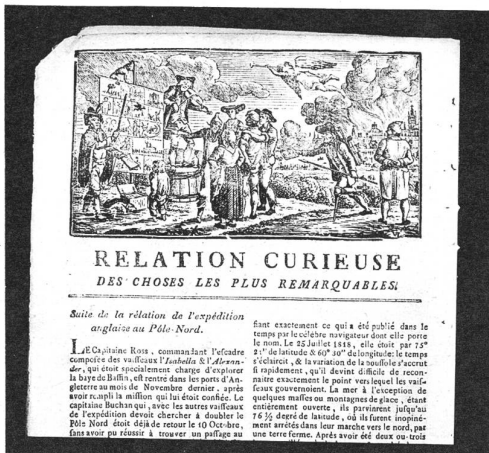 RELATION CURIEUSE
DES CHOSES LES PLUS REMARQUABLES.
Suite de la rélation de l'expédition
anglaise au Pôle-Nord.
LE Capitaine Ross, commandant l'escadre
composée des vaisseaux l'Isabella & l'Alexan-
der, qui étoit specialement chargé d'explorer
la baye de Baffin, est rentré dans les ports d'An-
gleterre au mois de Novembre dernier, après
avoir rempli la mission qui lui étoit confiée. Le
capitaine Buchan qui, avec les autres vaisseaux
de l'expédition devoit chercher à doubler le
Pôle Nord étoit déjà de retour le 10 Octobre,
sans avoir pu réussir à trouver un passage au
fiant exactement ce qui a été publié dans le
temps par le célèbre navigateur dont elle porte
le nom. Le 25 Juillet 1818, elle étoit par 75°
de latitude & 60° 30" de longitude: le temps
s'éclaircit, & la variation de la boussole s'accrut
si rapidement, qu'il devint difficile de recon-
naitre exactement le point vers lequel les vais-
seaux gouvernoient. La mer à l'exception de
quelques masses ou montagnes de glace, étant
entiérement ouverte, ils parvinrent jusqu'au
76 ½ degré de latitude, où ils furent inopiné-
ment arrêtés dans leur marche vers le nord, par
une terre ferme. Après avoir été deux ou-trois